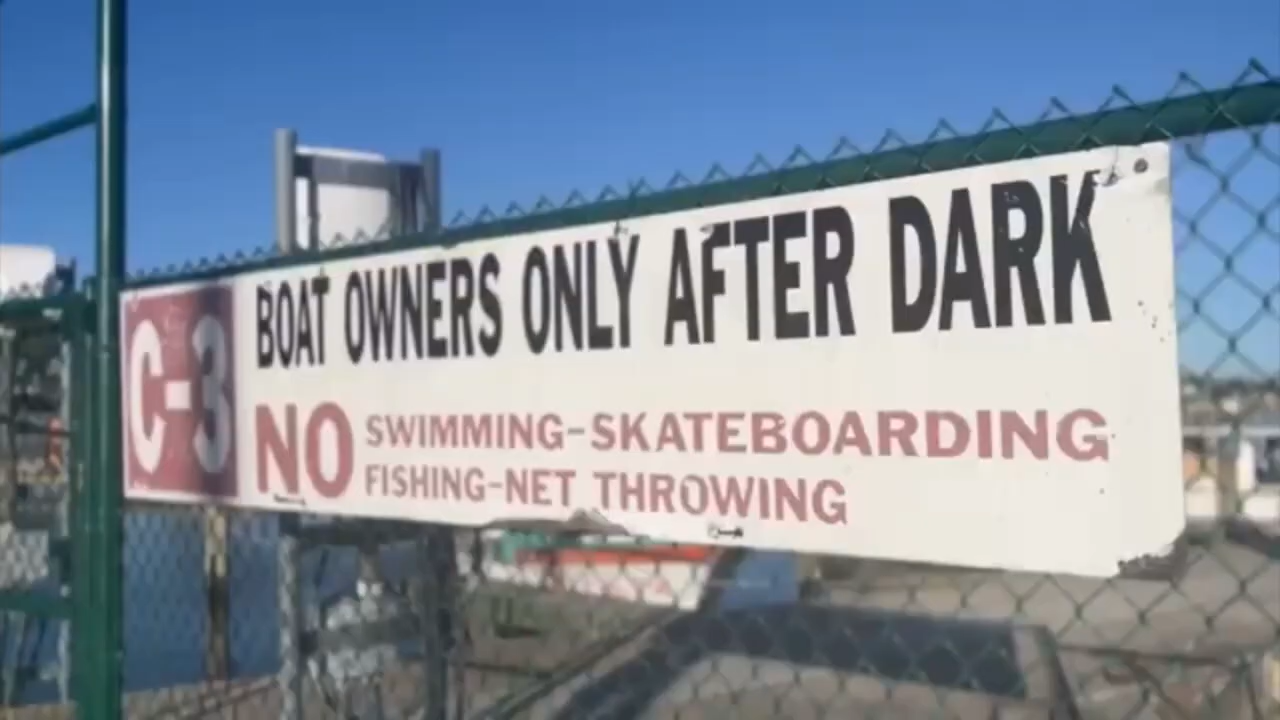 C-3
BOAT OWNERS ONLY AFTER DARK
NO SWIMMING-SKATEBOARDING
FISHING-NET THROWING